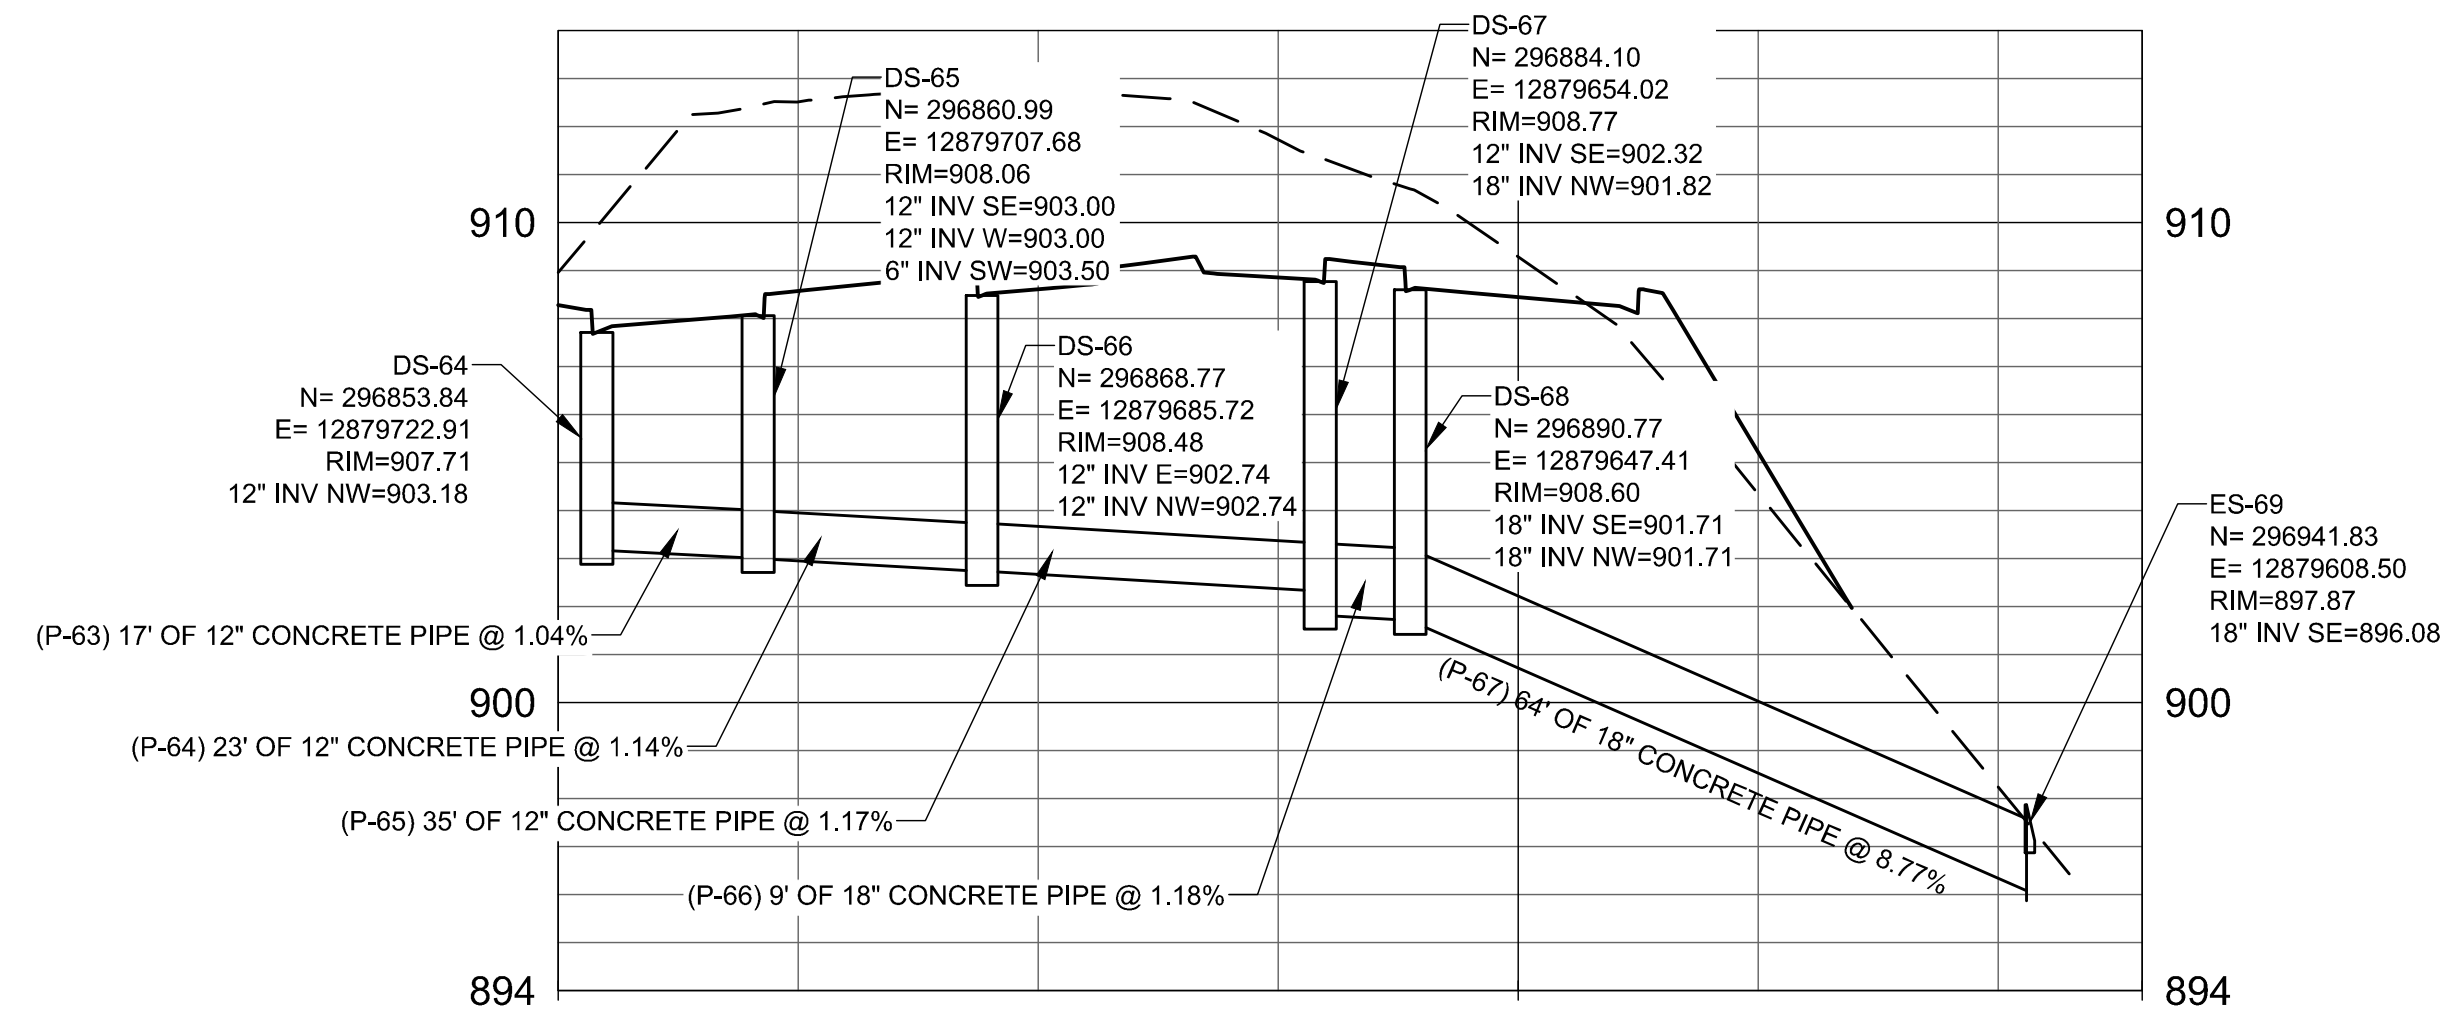 DS-67
N= 296884.10
E= 12879654.02
RIM=908.77
12" INV SE=902.32
18" INV NW=901.82
DS-65
N= 296860.99
E= 12879707.68
RIM=908.06
12" INV SE=903.00
12" INV W=903.00
6" INV SW=903.50
910
910
DS-64
N= 296853.84
E= 12879722.91
RIM=907.71
12" INV NW=903.18
DS-66
N= 296868.77
E= 12879685.72
RIM=908.48
12" INV E=902.74
12" INV NW=902.74
DS-68
N= 296890.77
E= 12879647.41
RIM=908.60
18" INV SE=901.71
18" INV NW=901.71
ES-69
N= 296941.83
E= 12879608.50
RIM=897.87
18" INV SE=896.08
(P-63) 17' OF 12" CONCRETE PIPE @ 1.04%
900
900
(P-64) 23' OF 12" CONCRETE PIPE @ 1.14%
(P-65) 35' OF 12" CONCRETE PIPE @ 1.17%
(P-66) 9' OF 18" CONCRETE PIPE @ 1.18%
(P-67) 64' OF 18" CONCRETE PIPE @ 8.77%
894
894